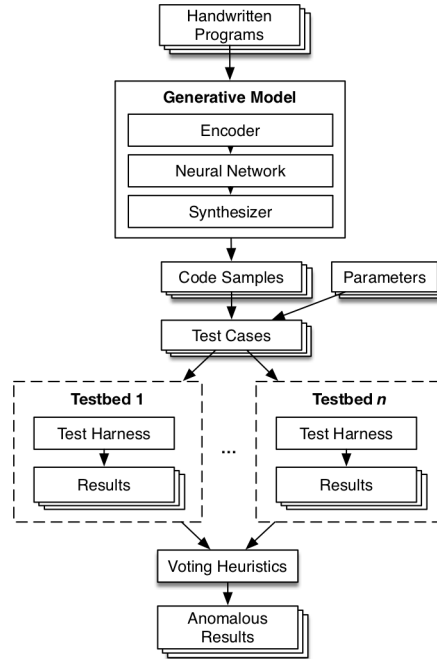 Handwritten
Programs
Generative Model
Encoder
Neural Network
Synthesizer
Code Samples
Parameters
Test Cases
Testbed 1
Test Harness
Results
...
Testbed n
Test Harness
Results
Voting Heuristics
Anomalous
Results